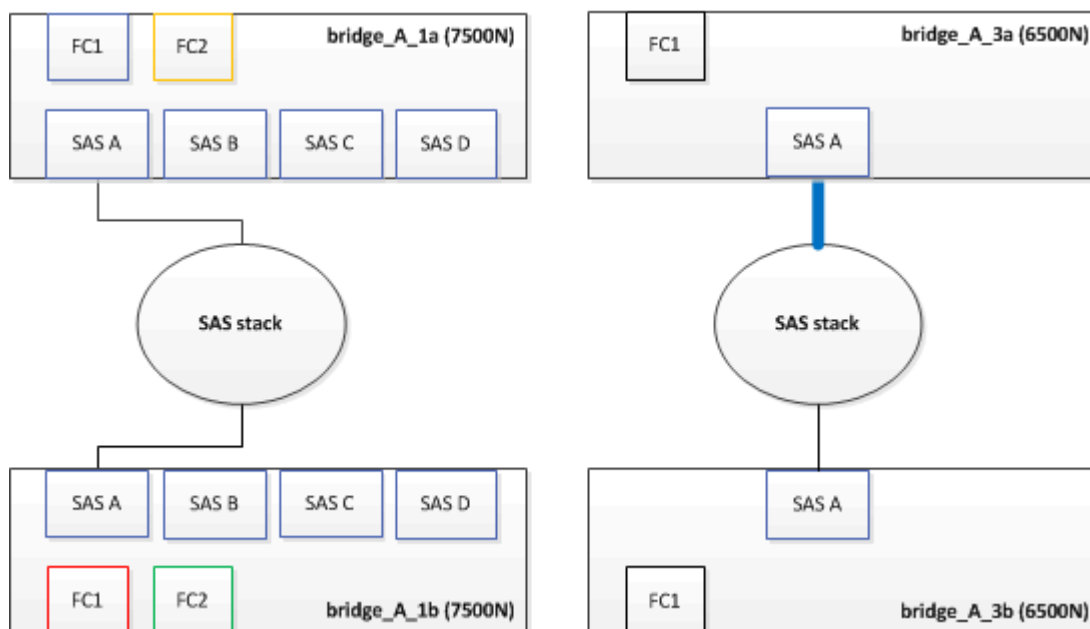 bridge_A_1a (7500N)
FC1
FC2
SAS A
SAS B
SAS C
SAS D
SAS stack
SAS A
SAS B
SAS C
SAS D
FC1
FC2
bridge_A_1b (7500N)
bridge_A_3a (6500N)
FC1
SAS A
SAS stack
SAS A
FC1
bridge_A_3b (6500N)